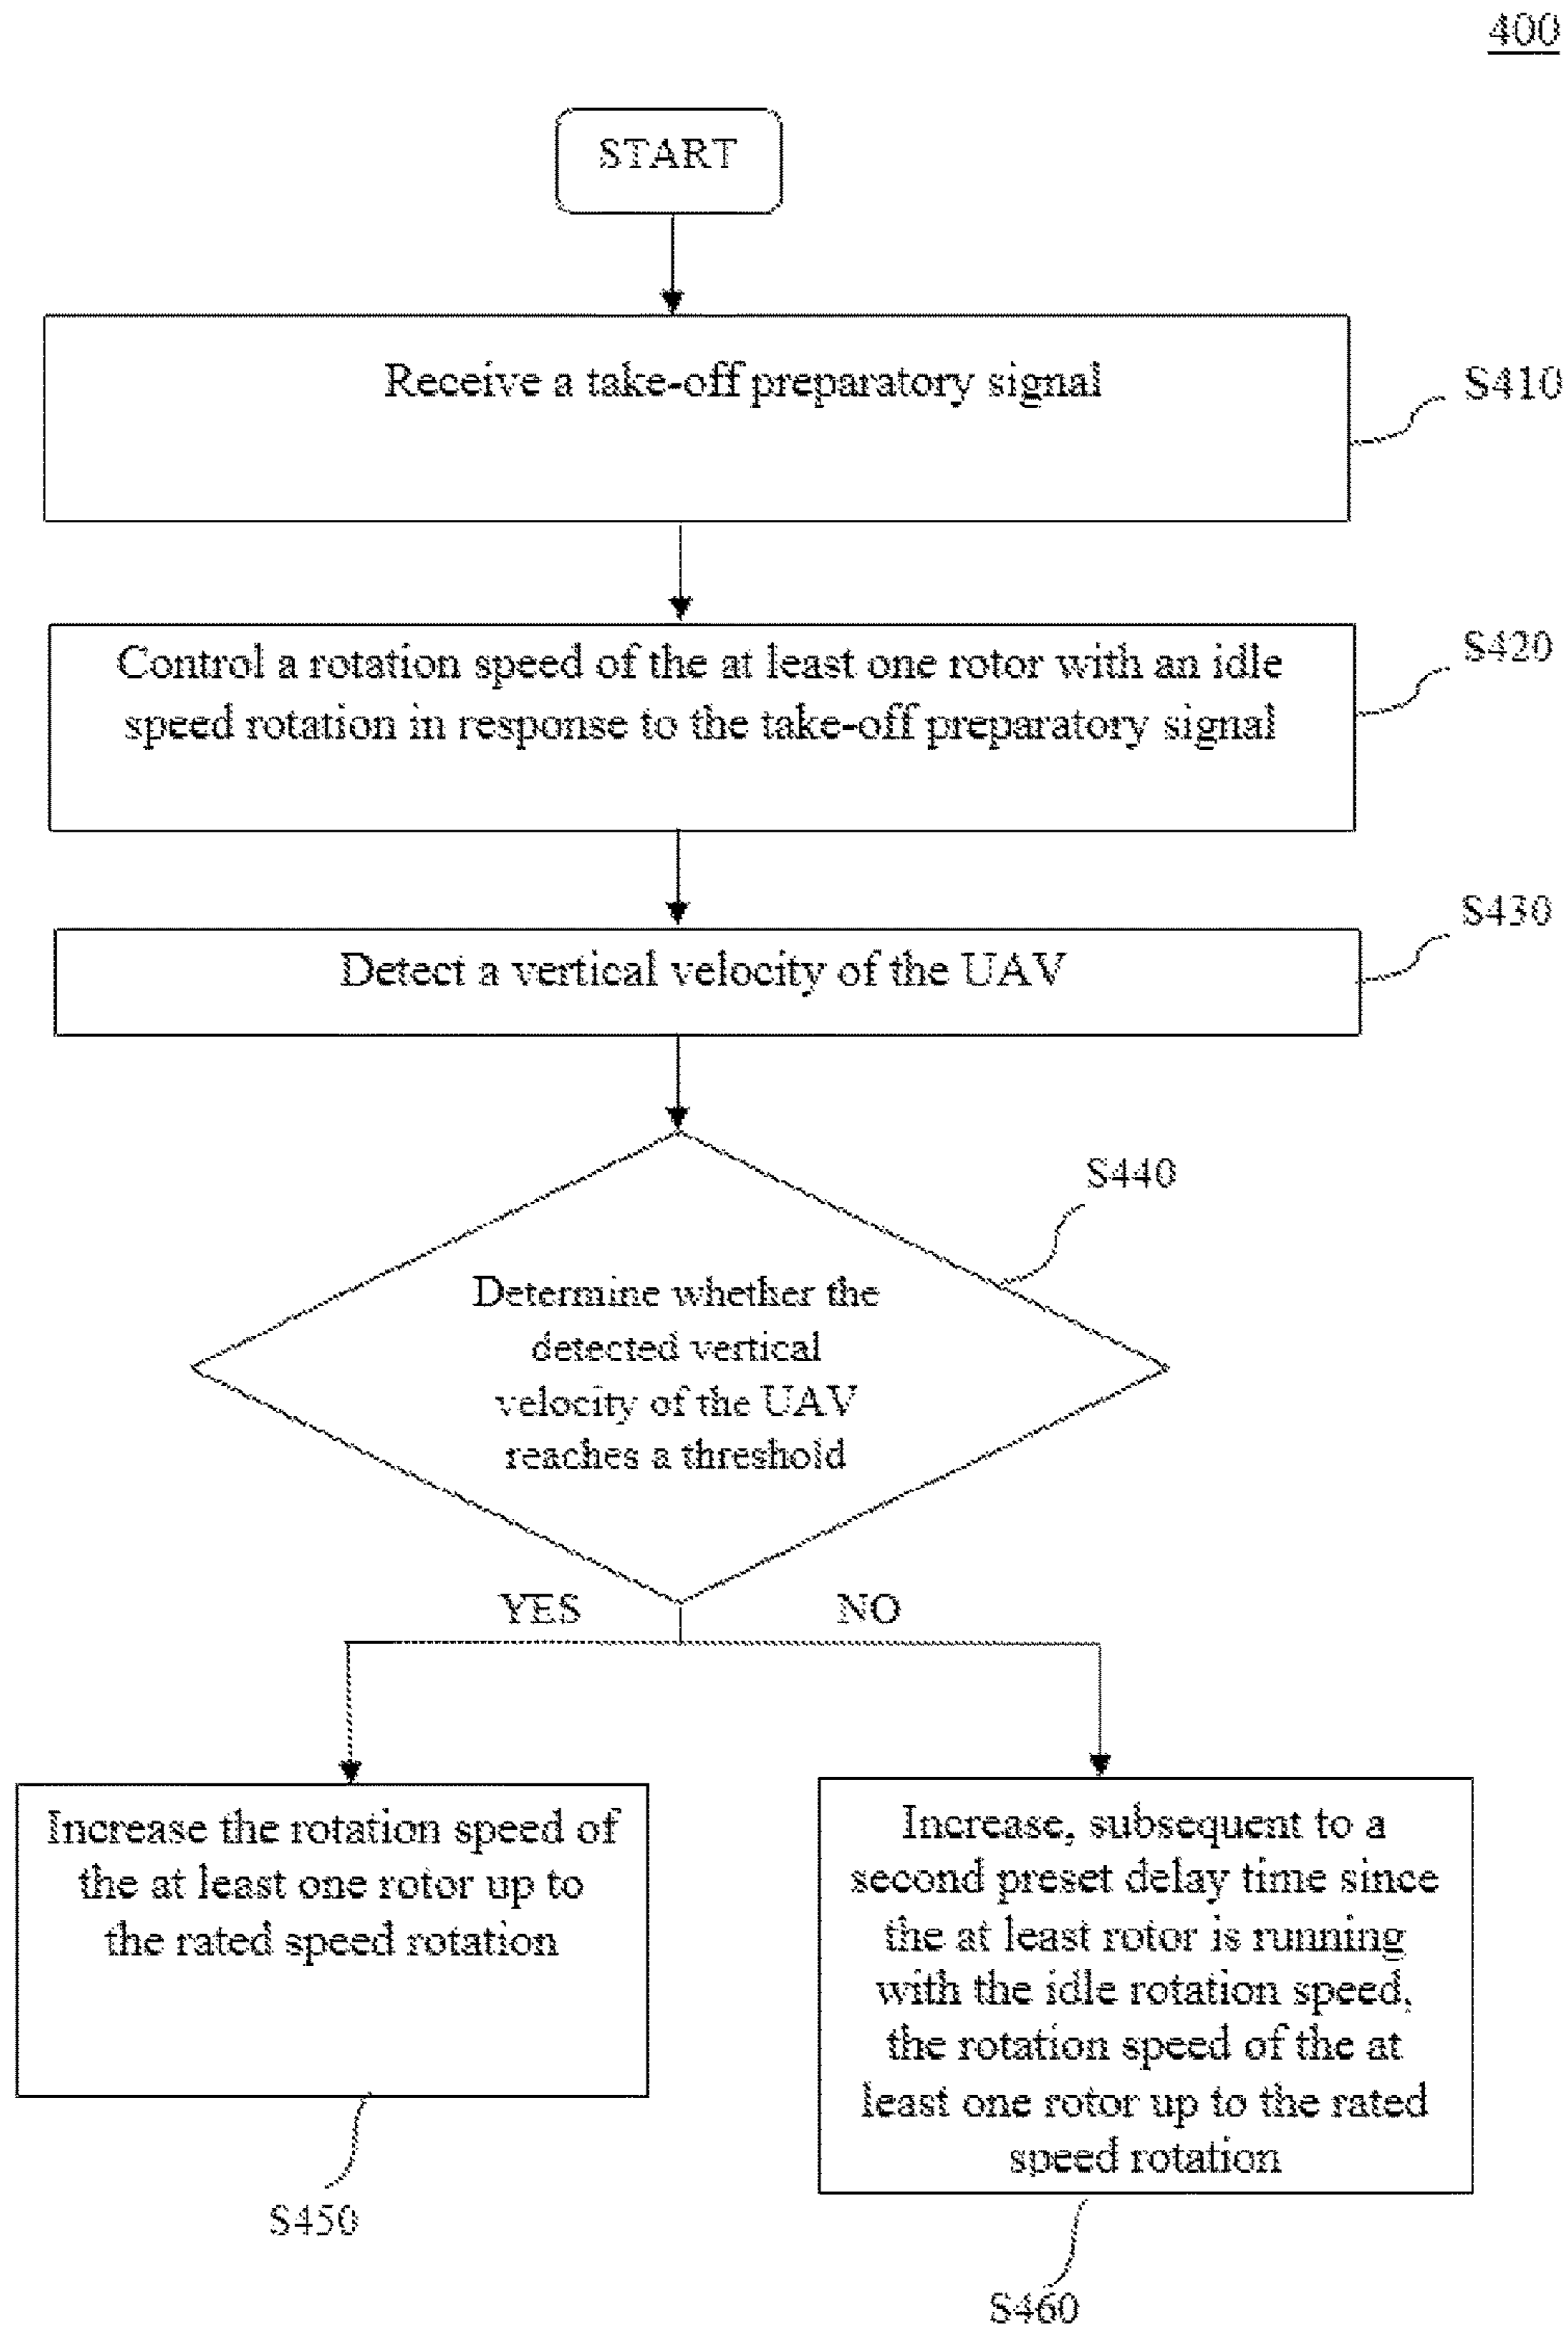 400
START
Receive a take-off preparatory signal
S410
Control a rotation speed of the at least one rotor with an idle
speed rotation in response to the take-off preparatory signal
S420
Detect a vertical velocity of the UAV
S430
Determine whether the
detected vertical
velocity of the UAV
reaches a threshold
S440
YES
NO
Increase the rotation speed of
the at least one rotor up to
the rated speed rotation
S450
Increase, subsequent to a
second preset delay time since
the at least rotor is running
with the idle rotation speed,
the rotation speed of the at
least one rotor up to the rated
speed rotation
S460